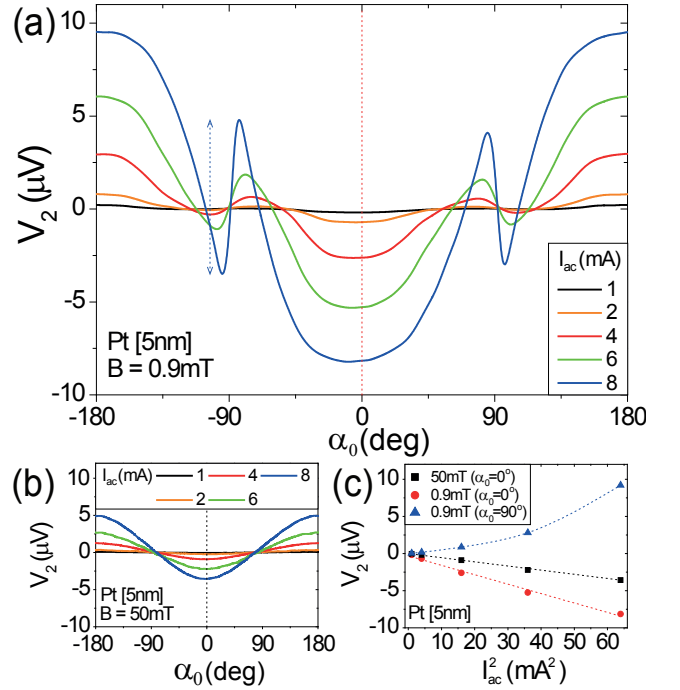 (a)
10
5
0
-5
-10
V2 (μV)
-180
-90
0
90
180
α0(deg)
Pt [5nm]
B = 0.9mT
Iac(mA)
1
2
4
6
8
(b)
Iac(mA) 1 4 8
2 6
10
5
0
-5
-10
V2 (μV)
Pt [5nm]
B = 50mT
-180 -90 0 90 180
α0(deg)
(c)
50mT (α0=0°)
0.9mT (α0=0°)
0.9mT (α0=90°)
10
5
0
-5
-10
V2 (μV)
Pt [5nm]
0 10 20 30 40 50 60
I²ac (mA²)